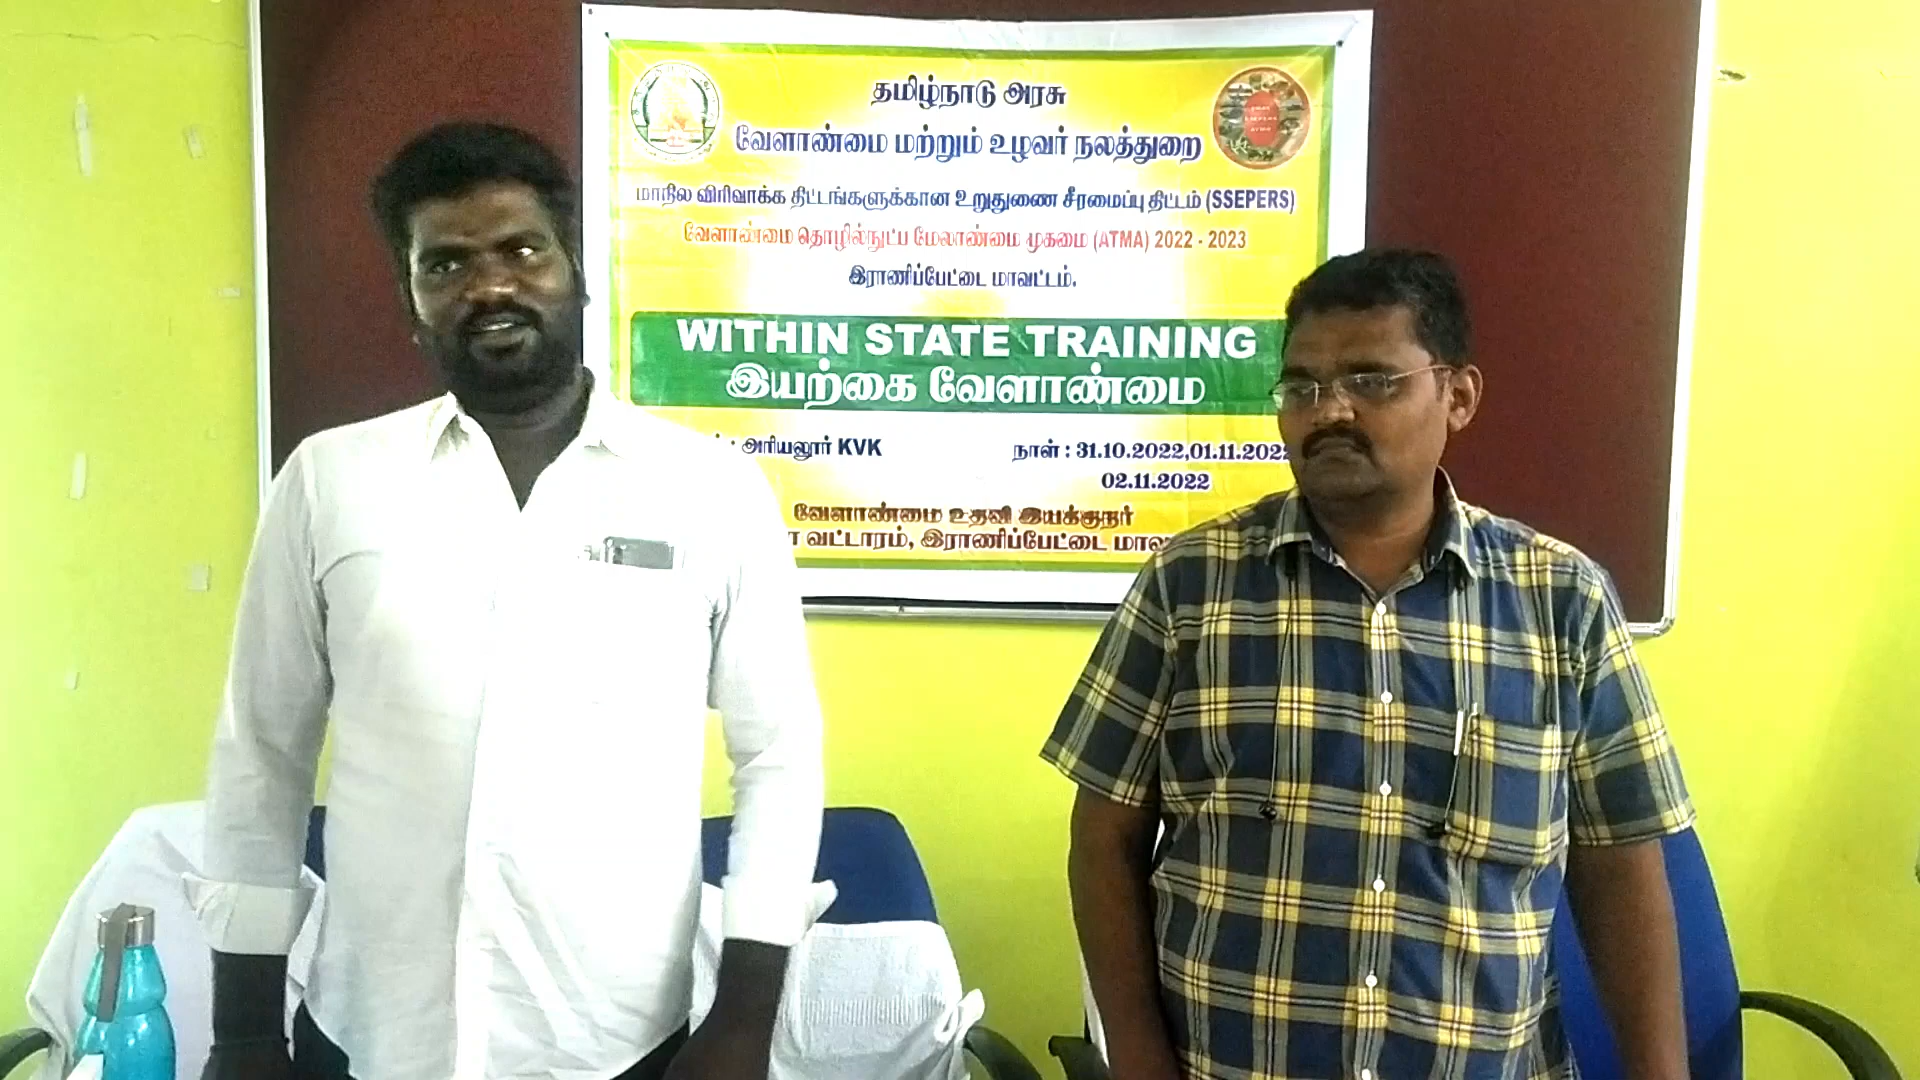 தமிழ்நாடு அரசு
வேளாண்மை மற்றும் உழவர் நலத்துறை
மாநில விரிவாக்க திட்டங்களுக்கான உறுதுணை சீரமைப்பு திட்டம் (SSEPERS)
வேளாண்மை தொழில்நுட்ப மேலாண்மை முகமை (ATMA) 2022 - 2023
இராணிப்பேட்டை மாவட்டம்.
WITHIN STATE TRAINING
இயற்கை வேளாண்மை
: அரியலூர் KVK
நாள் : 31.10.2022,01.11.2022
02.11.2022
வேளாண்மை உதவி இயக்குநர்
வட்டாரம், இராணிப்பேட்டை